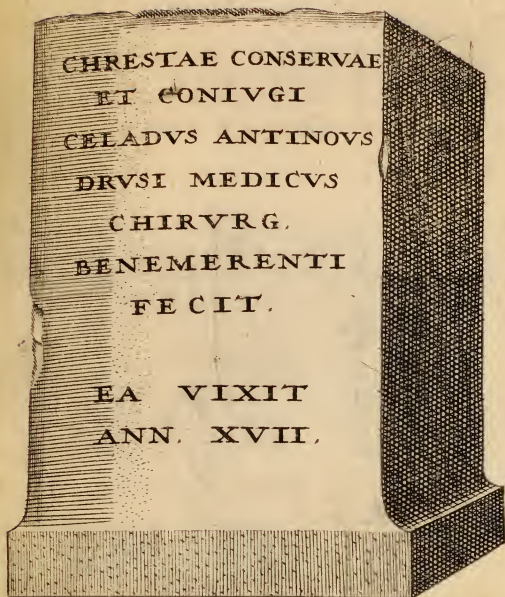 CHRESTAE CONSERVAE
ET CONIVGI
CELADVS ANTINOVS
DRVSI MEDICVS
CHIRVRG.
BENEMERENTI
FECIT.
EA VIXIT
ANN. XVII.